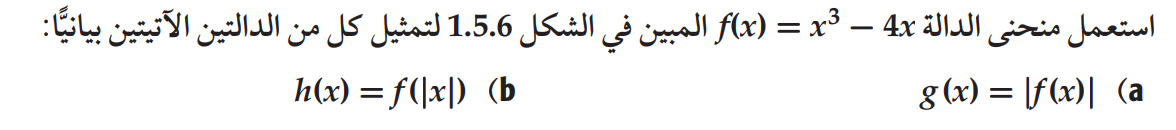 استعمل منحنى الدالة f(x) = x³ − 4x المبين في الشكل 1.5.6 لتمثيل كل من الدالتين الآتيتين بيانيًّا:
a) g(x) = |f(x)| b) h(x) = f(|x|)